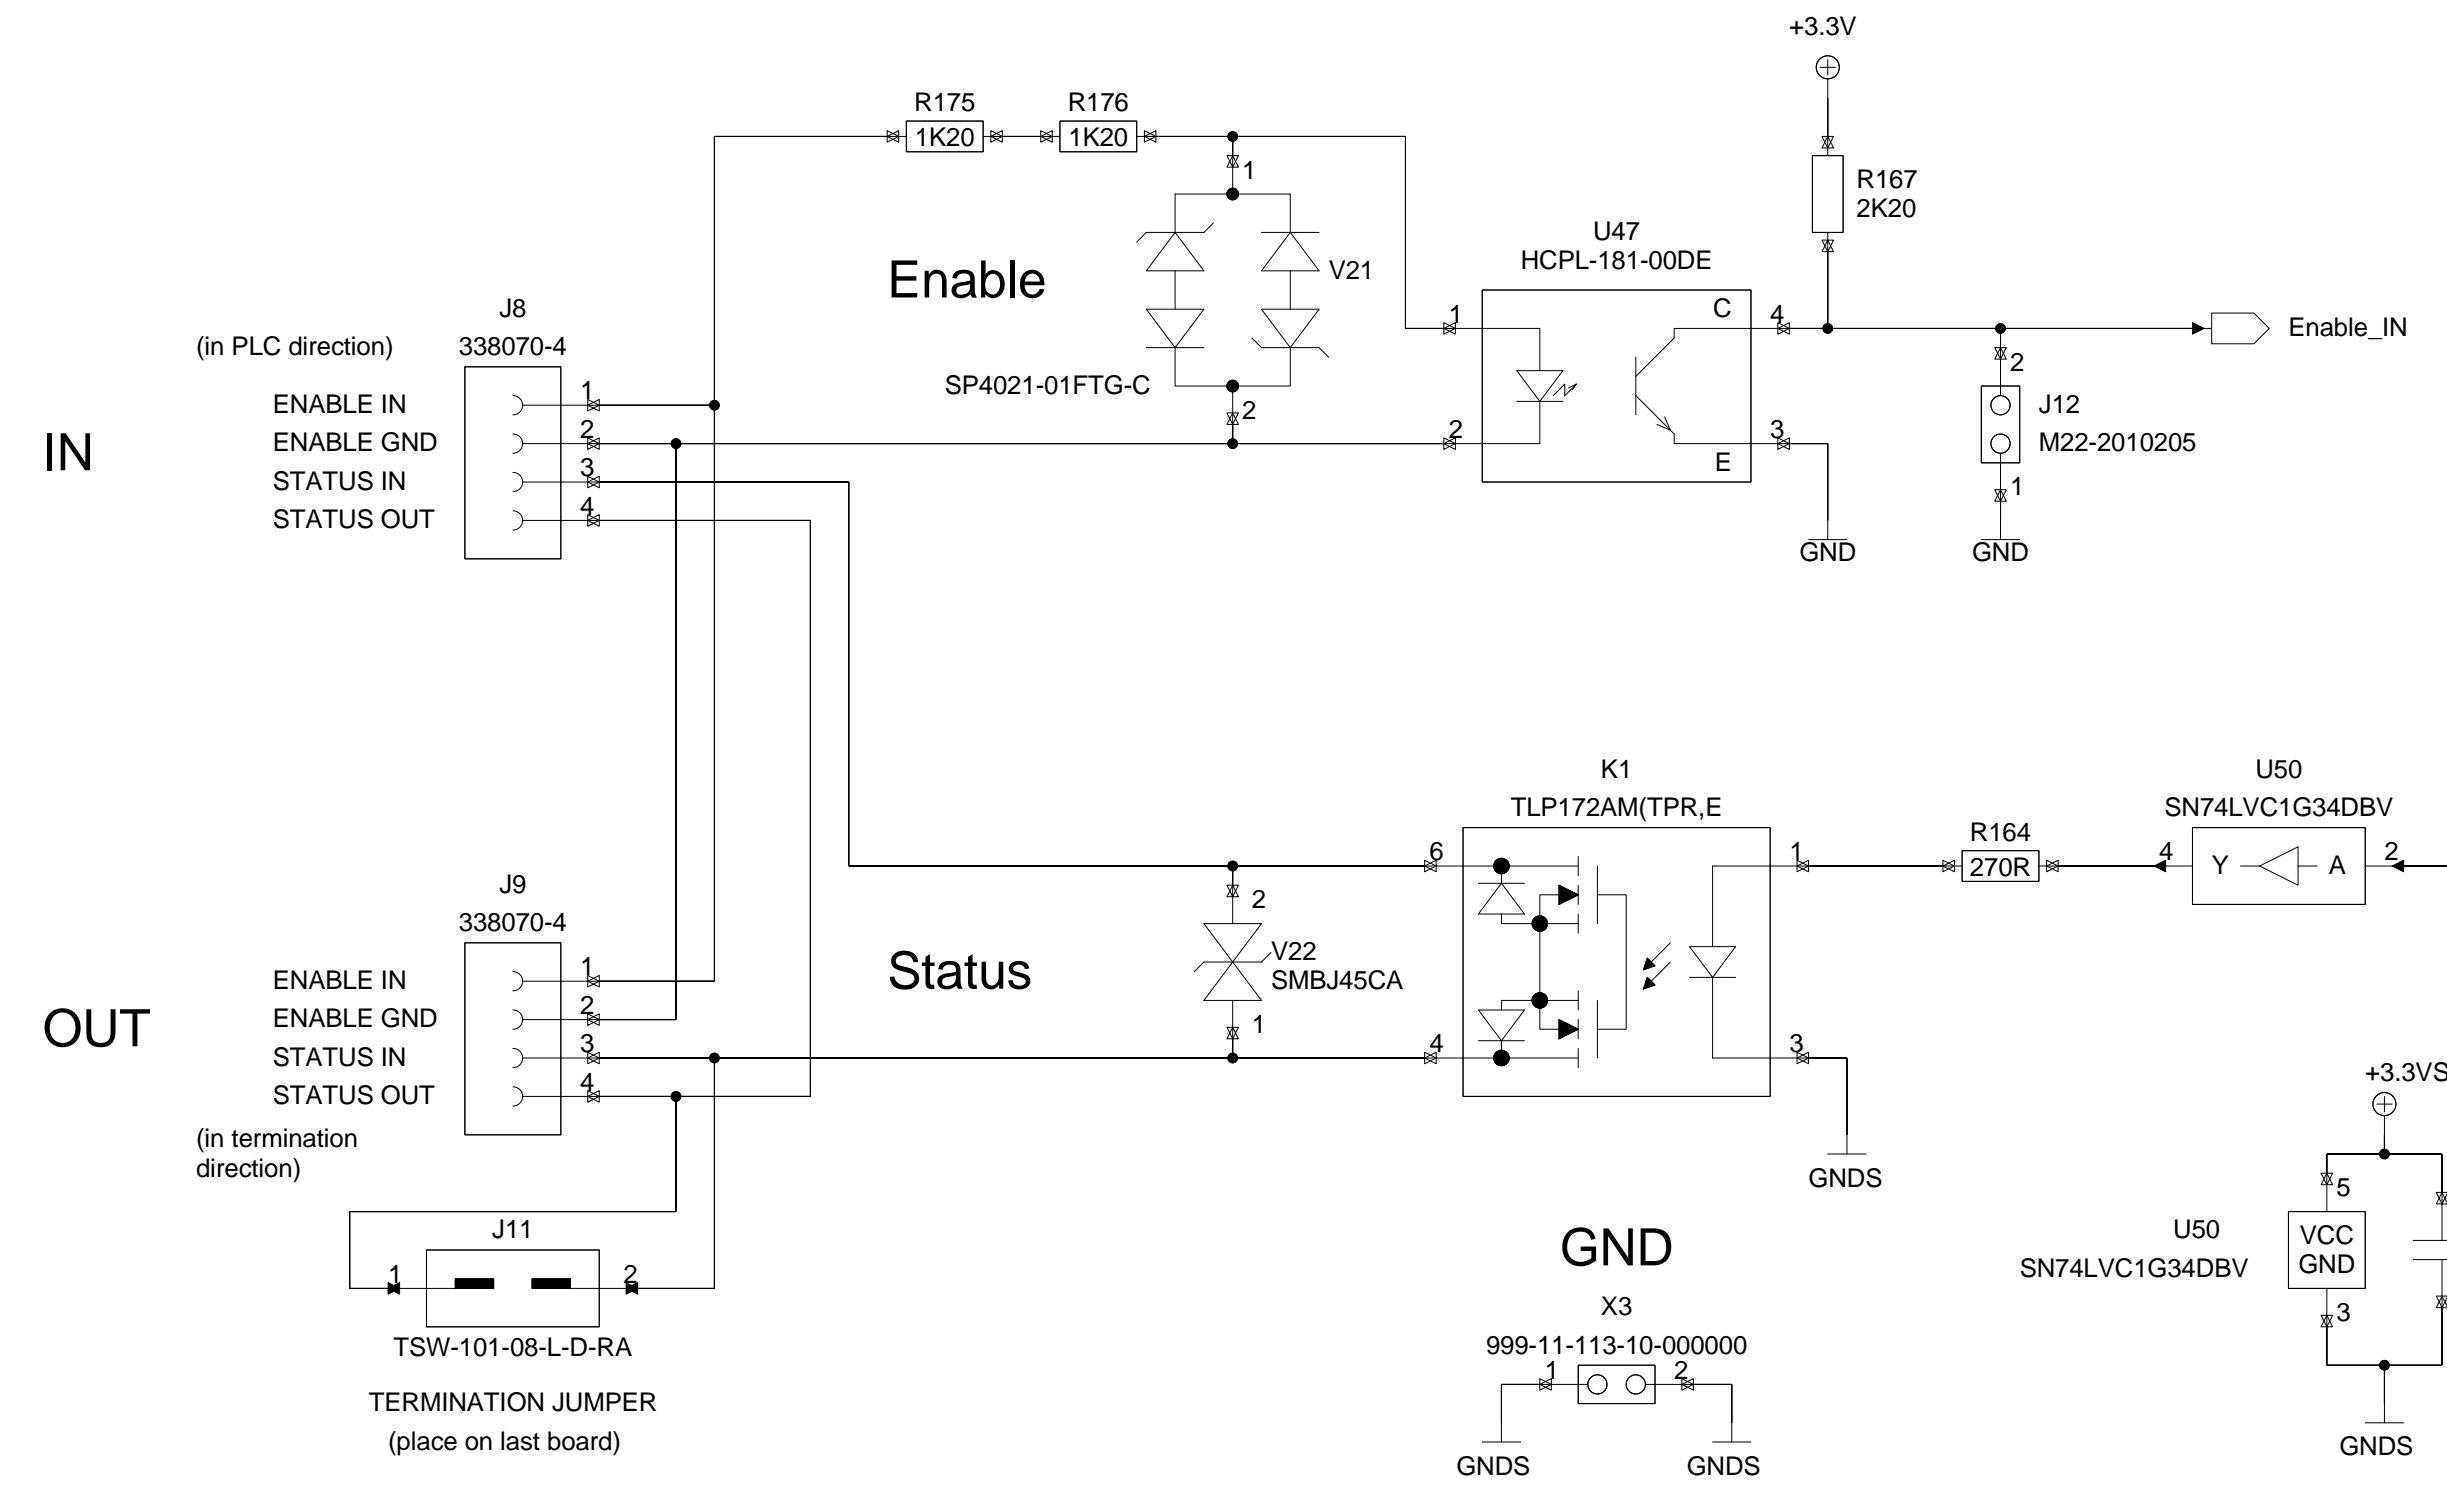 +3.3V
R175
R176
1K20
1K20
1
R167
2K20
U47
HCPL-181-00DE
Enable
V21
J8
(in PLC direction)
338070-4
1
C
4
Enable_IN
2
SP4021-01FTG-C
ENABLE IN
1
J12
2
IN
ENABLE GND
2
2
3
M22-2010205
STATUS IN
3
E
1
STATUS OUT
4
GND
GND
K1
U50
TLP172AM(TPR,E
SN74LVC1G34DBV
R164
6
1
270R
4
Y
A
2
J9
338070-4
2
Status
V22
SMBJ45CA
ENABLE IN
1
OUT
ENABLE GND
2
1
STATUS IN
3
4
3
STATUS OUT
4
+3.3VS
(in termination
direction)
GNDS
5
J11
GND
U50
VCC
1
2
SN74LVC1G34DBV
GND
X3
3
TSW-101-08-L-D-RA
999-11-113-10-000000
1
2
TERMINATION JUMPER
(place on last board)
GNDS
GNDS
GNDS